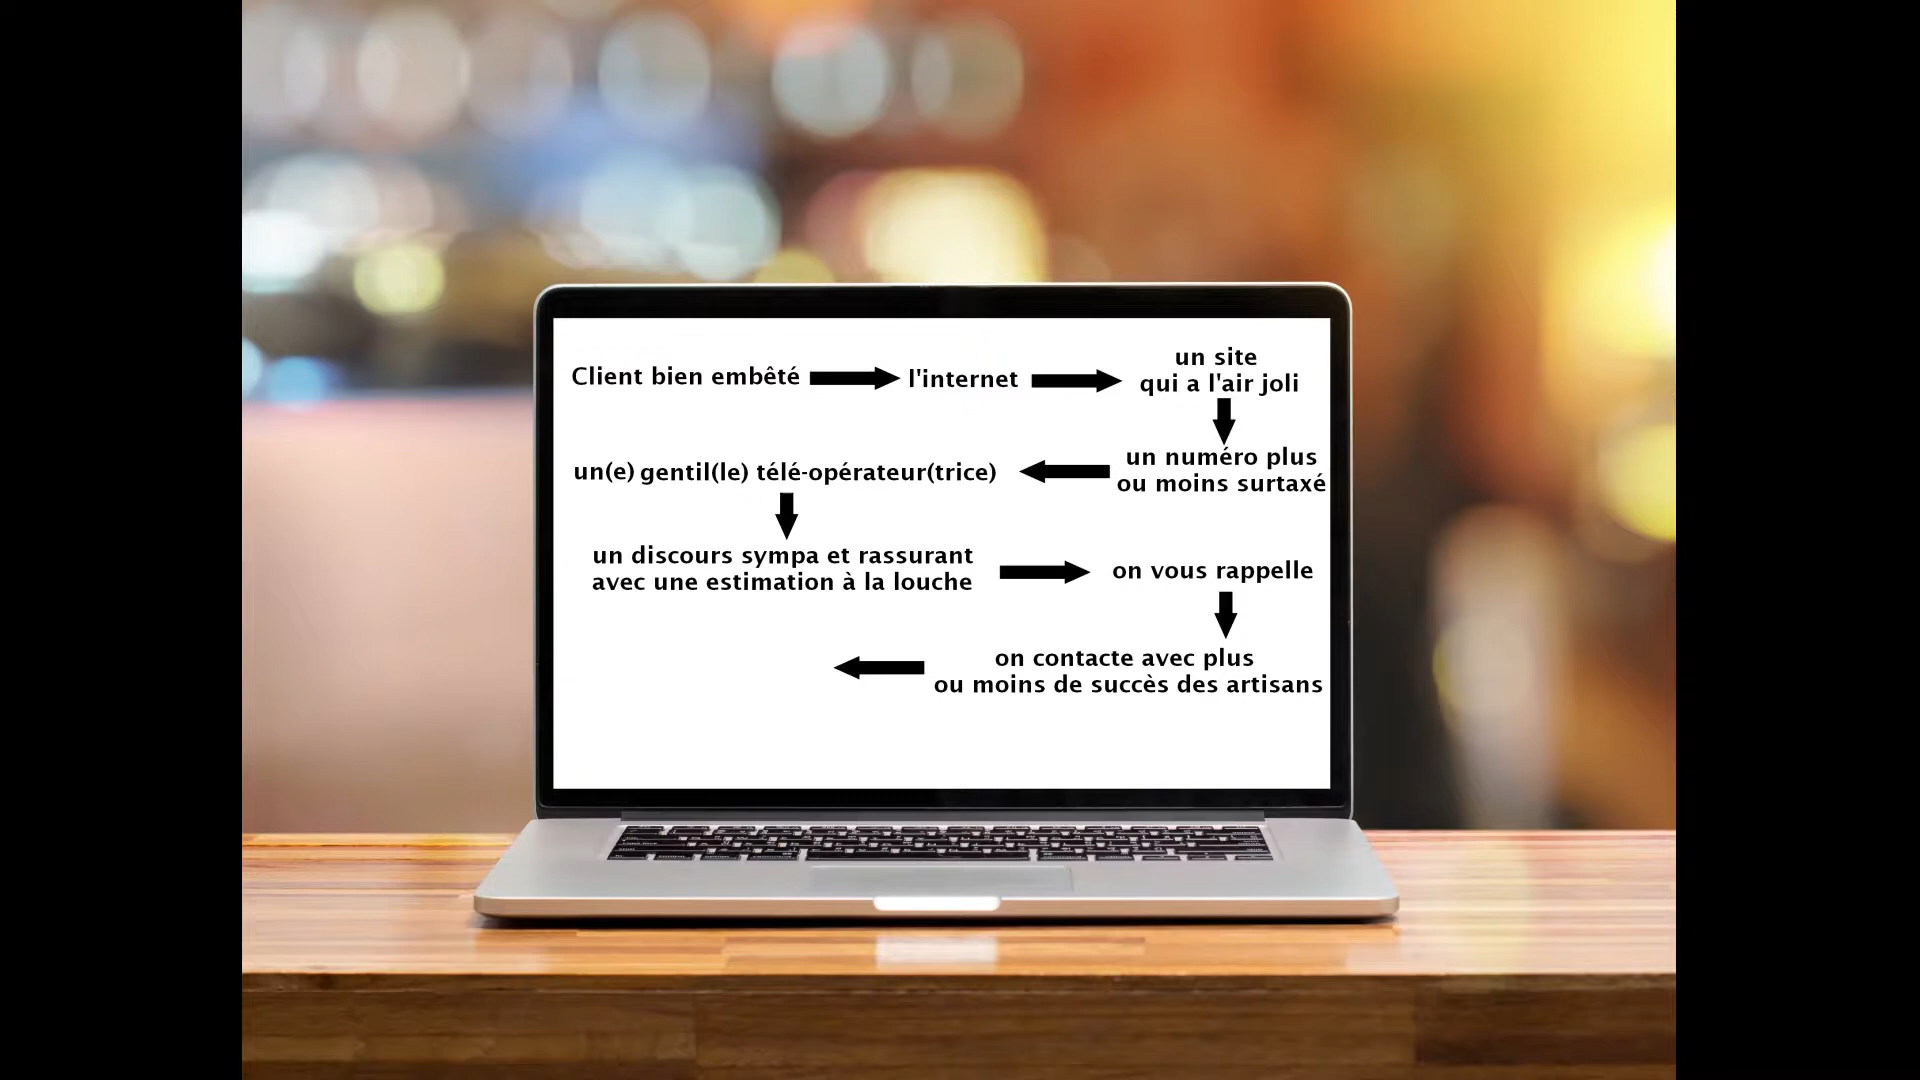 Client bien embêté
l'internet
un site
qui a l'air joli
un numéro plus
ou moins surtaxé
un(e) gentil(le) télé-opérateur(trice)
un discours sympa et rassurant
avec une estimation à la louche
on vous rappelle
on contacte avec plus
ou moins de succès des artisans